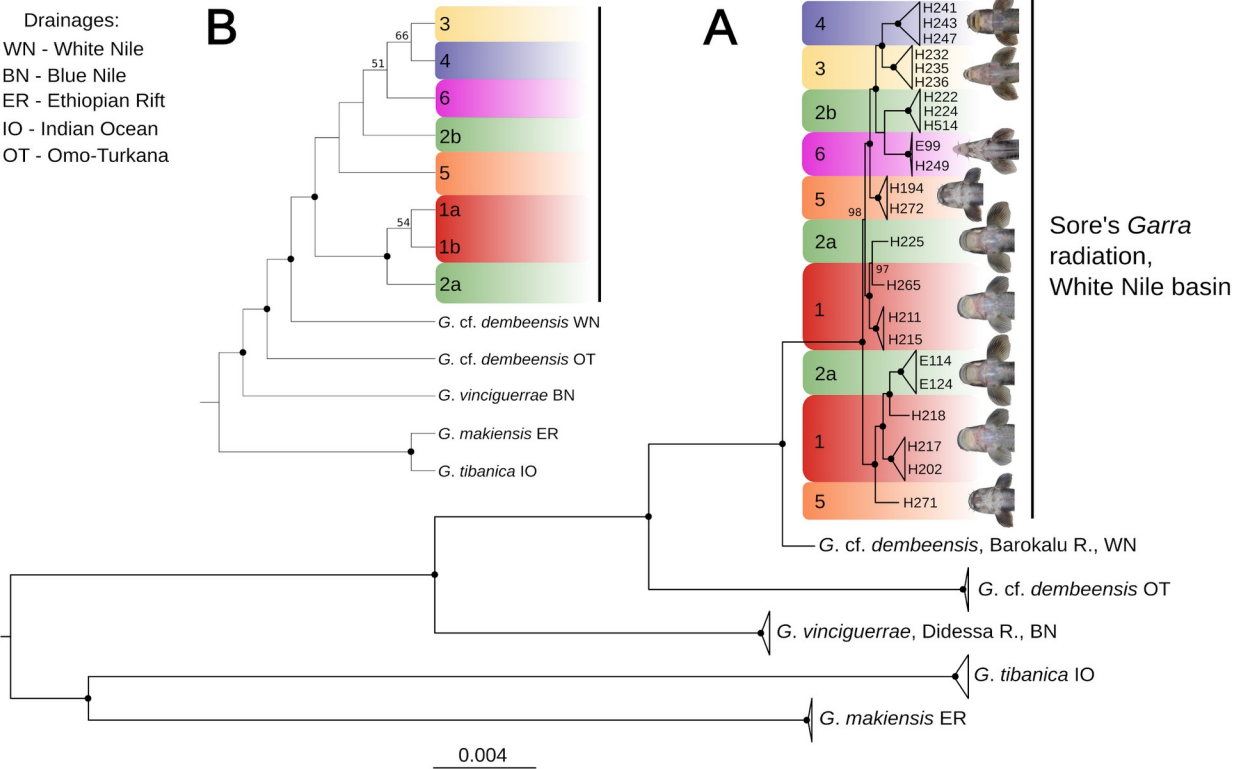 Drainages:
WN - White Nile
BN - Blue Nile
ER - Ethiopian Rift
IO - Indian Ocean
OT - Omo-Turkana
B
3
66
4
51
6
2b
5
1a
54
1b
2a
G. cf. dembeensis WN
G. cf. dembeensis OT
G. vinciguerrae BN
G. makiensis ER
G. tibanica IO
A
4
H241
H243
H247
3
H232
H235
H236
2b
H222
H224
H514
6
E99
H249
5
H194
H272
98
2a
H225
97
H265
1
H211
H215
2a
E114
E124
H218
1
H217
H202
5
H271
Sore's Garra
radiation,
White Nile basin
G. cf. dembeensis, Barokalu R., WN
G. cf. dembeensis OT
G. vinciguerrae, Didessa R., BN
G. tibanica IO
G. makiensis ER
0.004